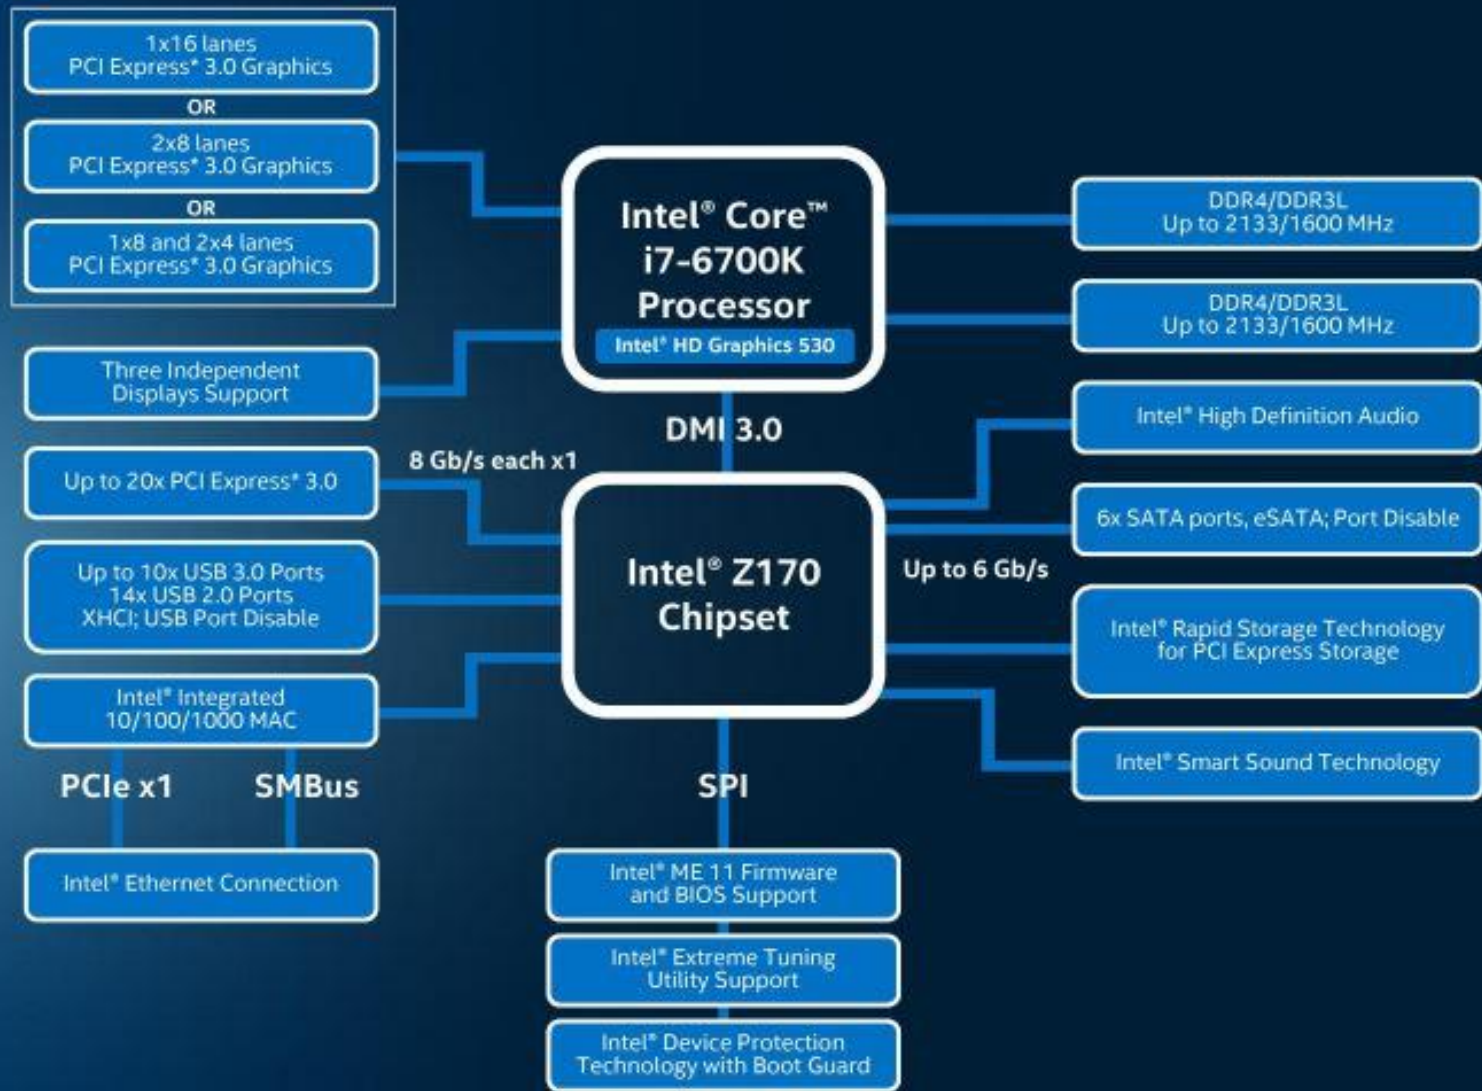 1x16 lanes
PCI Express* 3.0 Graphics
OR
2x8 lanes
PCI Express* 3.0 Graphics
OR
1x8 and 2x4 lanes
PCI Express* 3.0 Graphics
Three Independent
Displays Support
Up to 20x PCI Express* 3.0
8 Gb/s each x1
Up to 10x USB 3.0 Ports
14x USB 2.0 Ports
XHCI; USB Port Disable
Intel® Integrated
10/100/1000 MAC
PCIe x1
SMBus
Intel® Ethernet Connection
Intel® Core™
i7-6700K
Processor
Intel® HD Graphics 530
DMI 3.0
Intel® Z170
Chipset
SPI
Intel® ME 11 Firmware
and BIOS Support
Intel® Extreme Tuning
Utility Support
Intel® Device Protection
Technology with Boot Guard
DDR4/DDR3L
Up to 2133/1600 MHz
DDR4/DDR3L
Up to 2133/1600 MHz
Intel® High Definition Audio
6x SATA ports, eSATA; Port Disable
Up to 6 Gb/s
Intel® Rapid Storage Technology
for PCI Express Storage
Intel® Smart Sound Technology